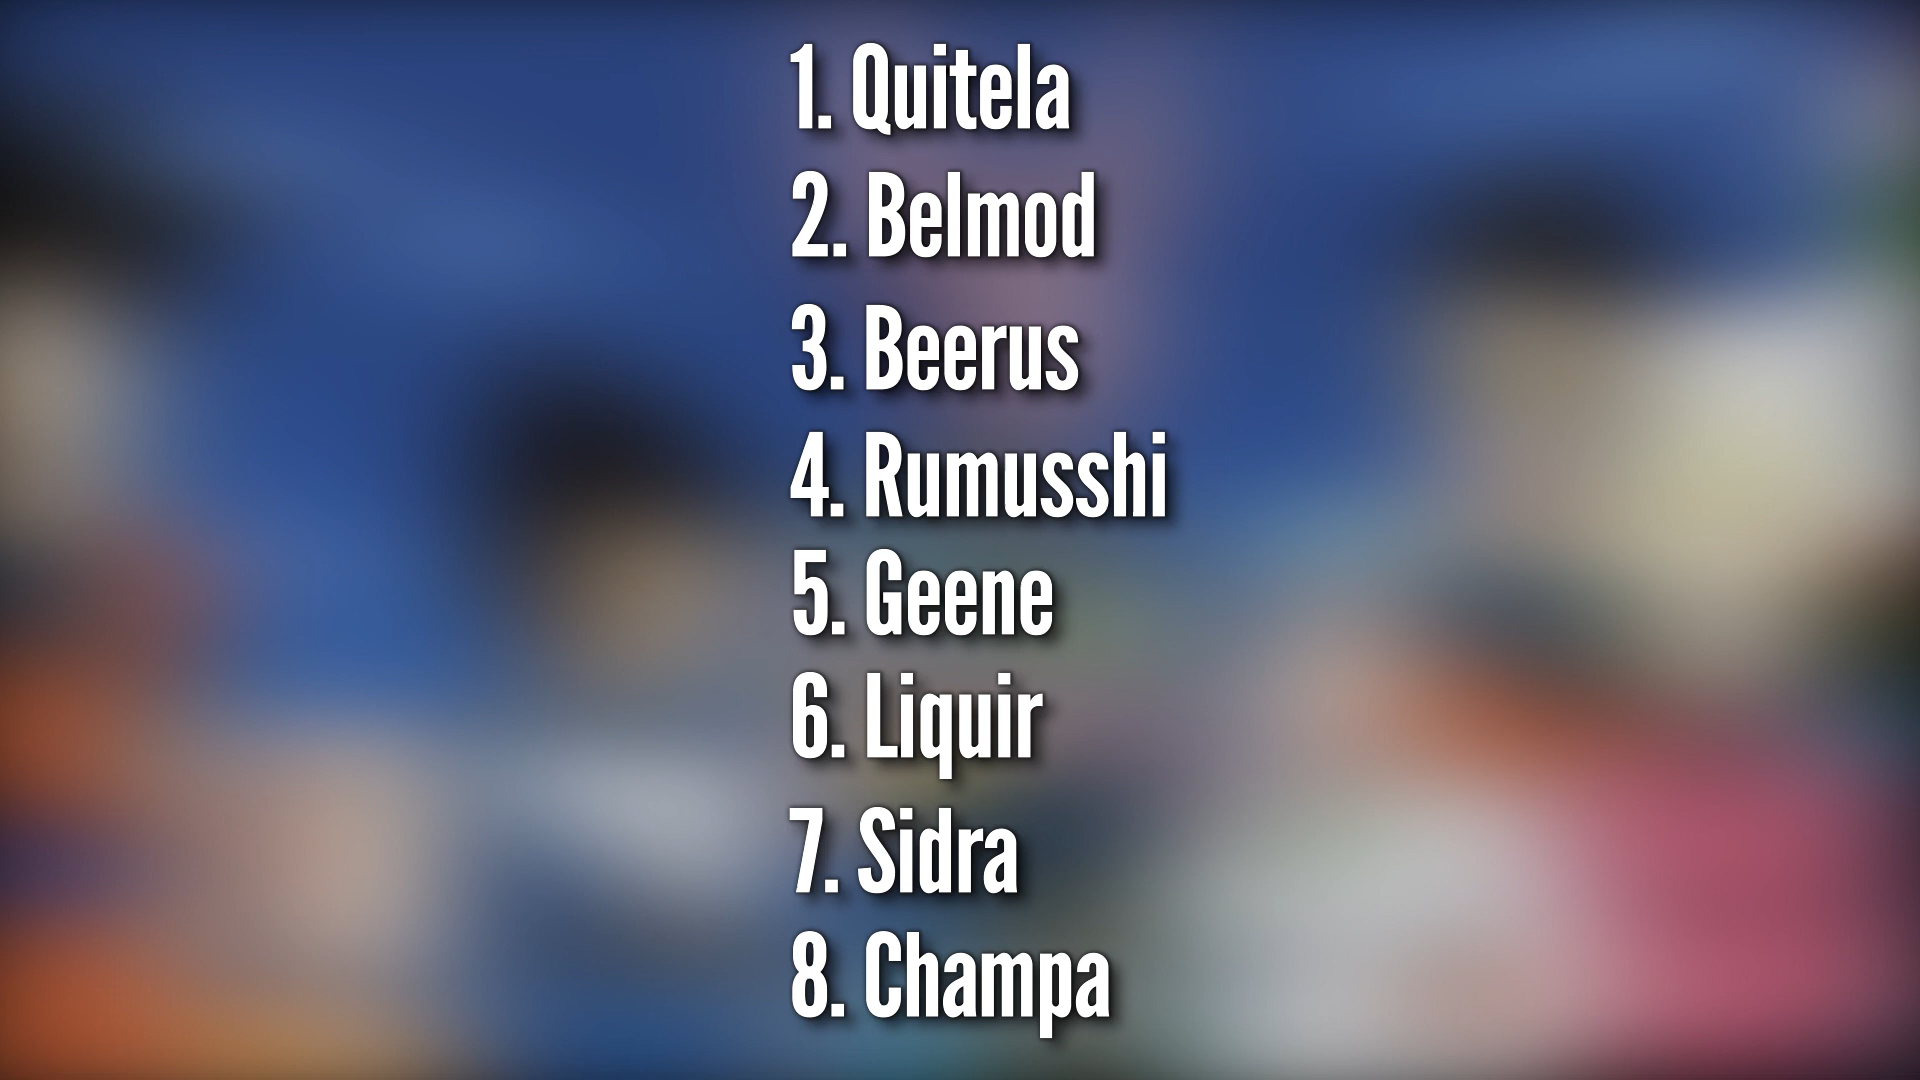 1. Quitela
2. Belmod
3. Beerus
4. Rumusshi
5. Geene
6. Liquir
7. Sidra
8. Champa